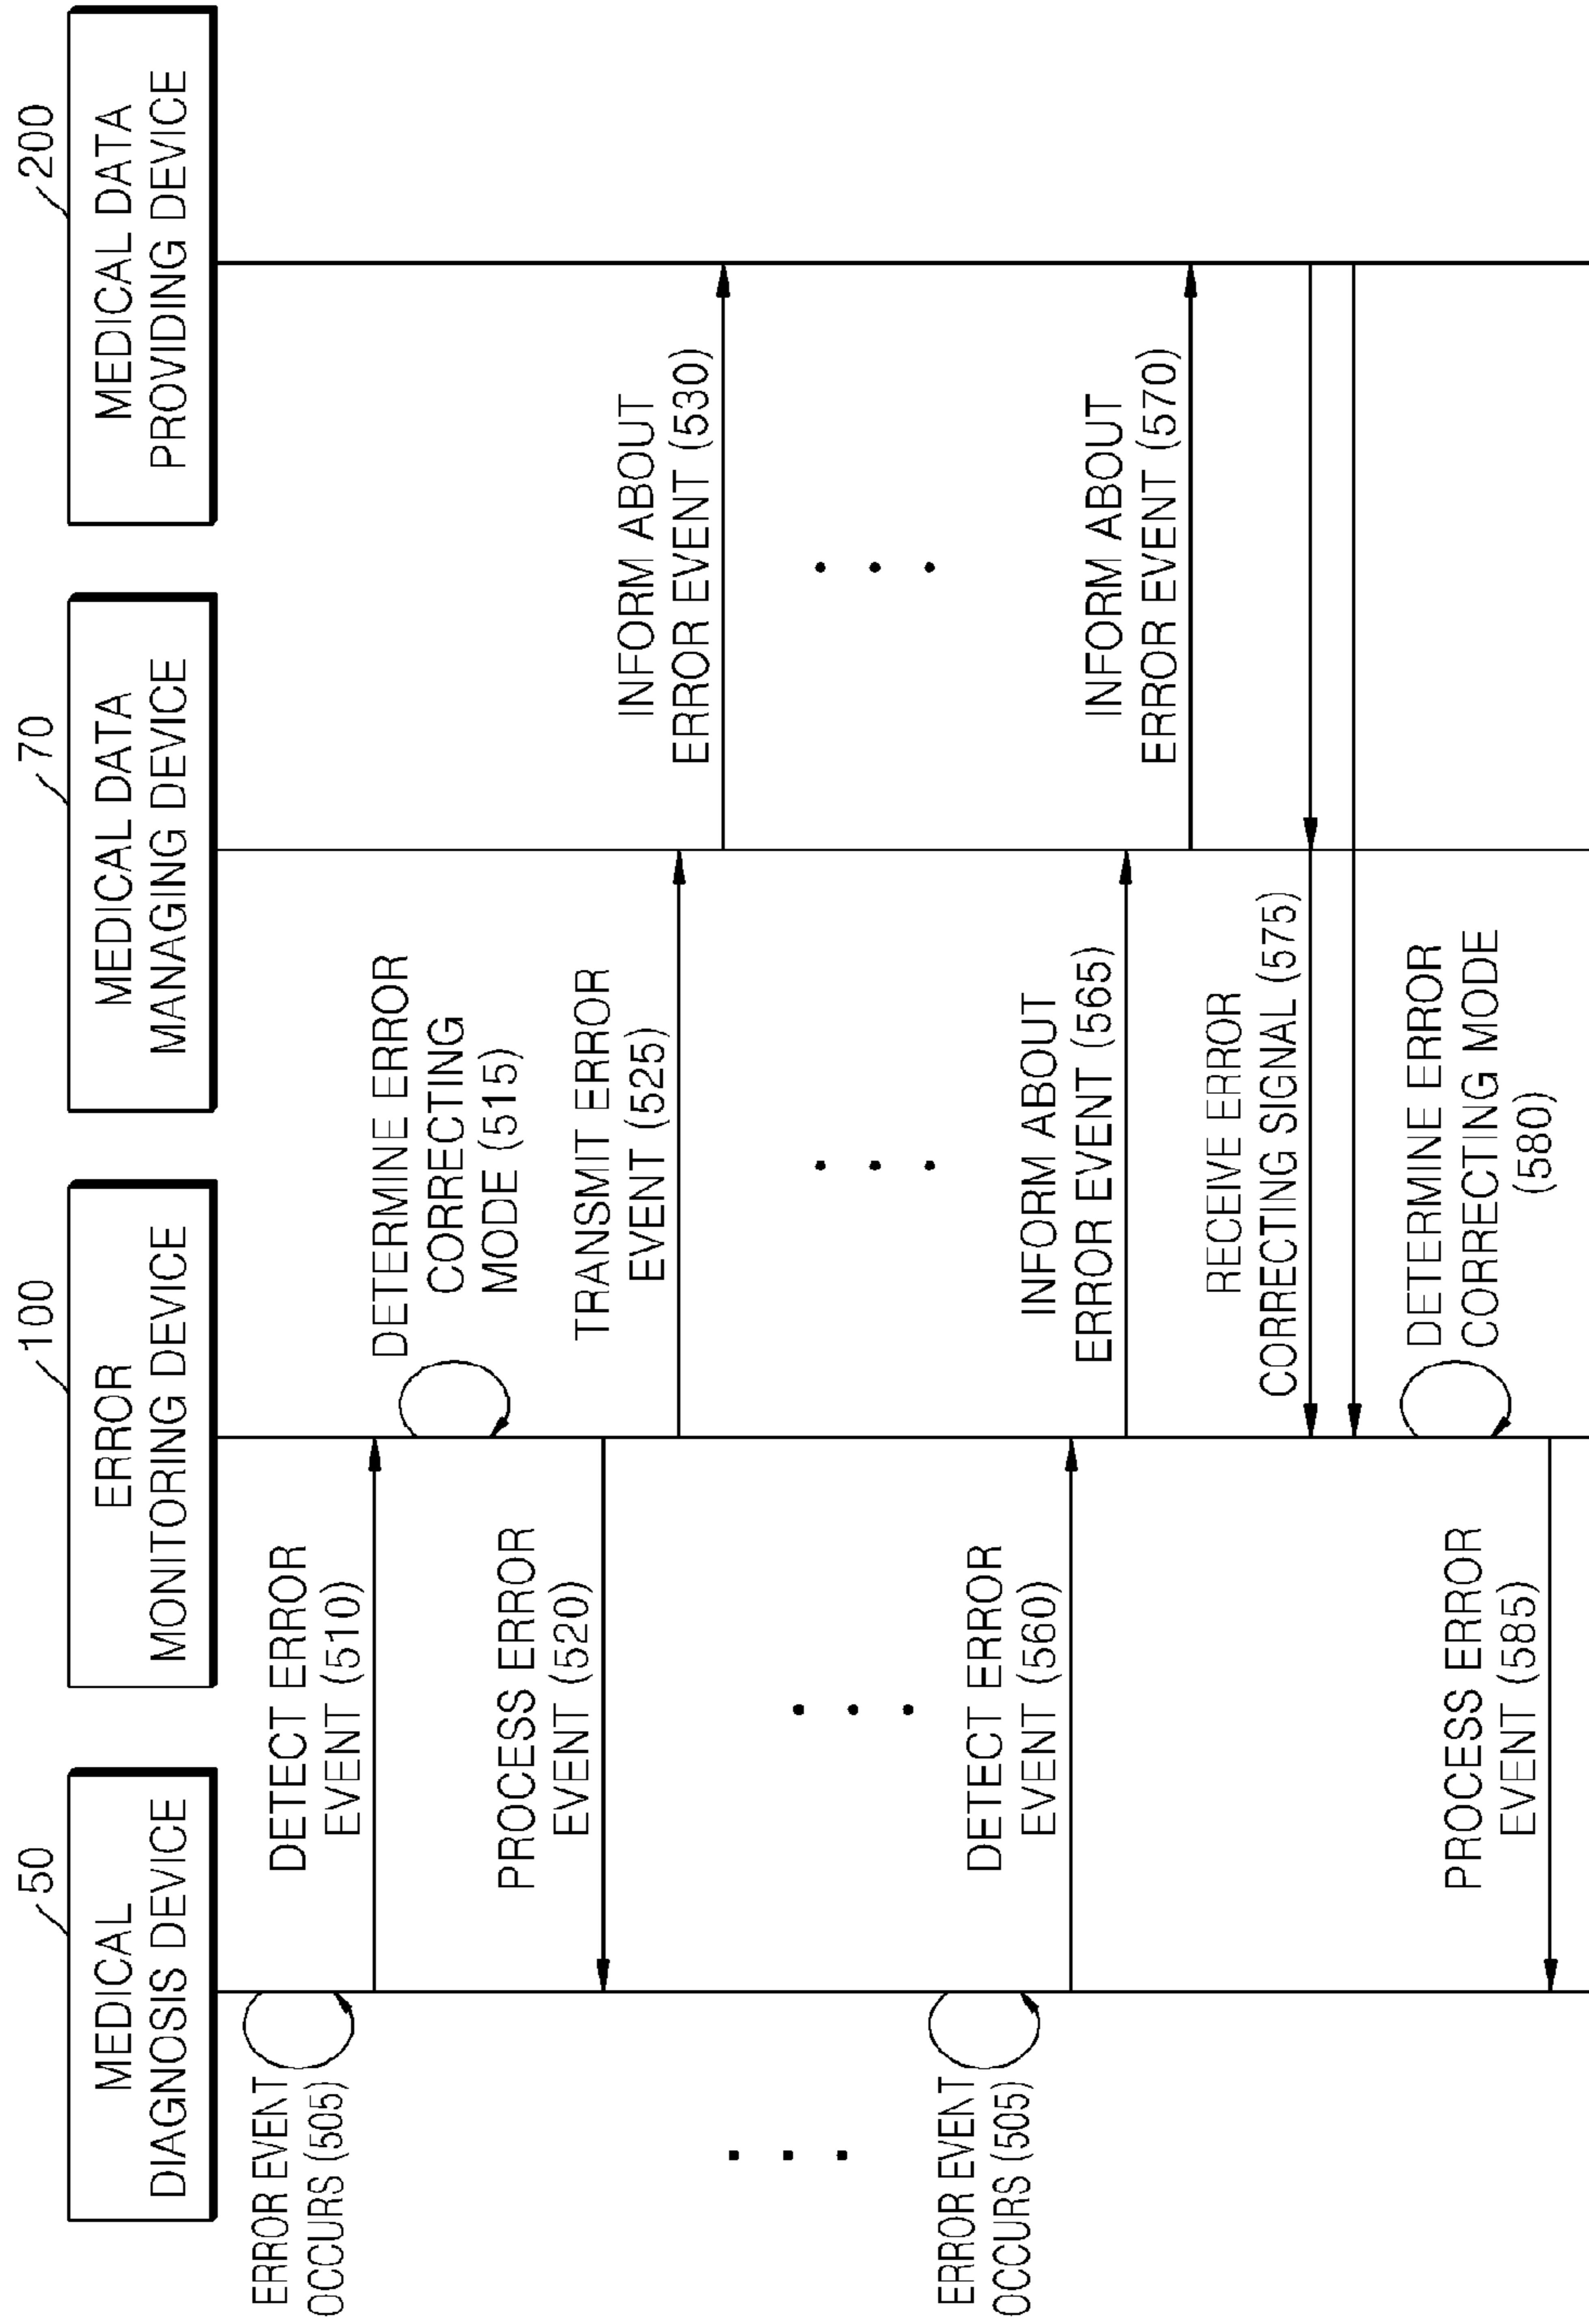 50
MEDICAL
DIAGNOSIS DEVICE
100
ERROR
MONITORING DEVICE
70
MEDICAL DATA
MANAGING DEVICE
200
MEDICAL DATA
PROVIDING DEVICE
ERROR EVENT
OCCURS (505)
DETECT ERROR
EVENT (510)
DETERMINE ERROR
CORRECTING
MODE (515)
PROCESS ERROR
EVENT (520)
TRANSMIT ERROR
EVENT (525)
INFORM ABOUT
ERROR EVENT (530)
ERROR EVENT
OCCURS (505)
DETECT ERROR
EVENT (560)
INFORM ABOUT
ERROR EVENT (565)
INFORM ABOUT
ERROR EVENT (570)
RECEIVE ERROR
CORRECTING SIGNAL (575)
DETERMINE ERROR
CORRECTING MODE
(580)
PROCESS ERROR
EVENT (585)